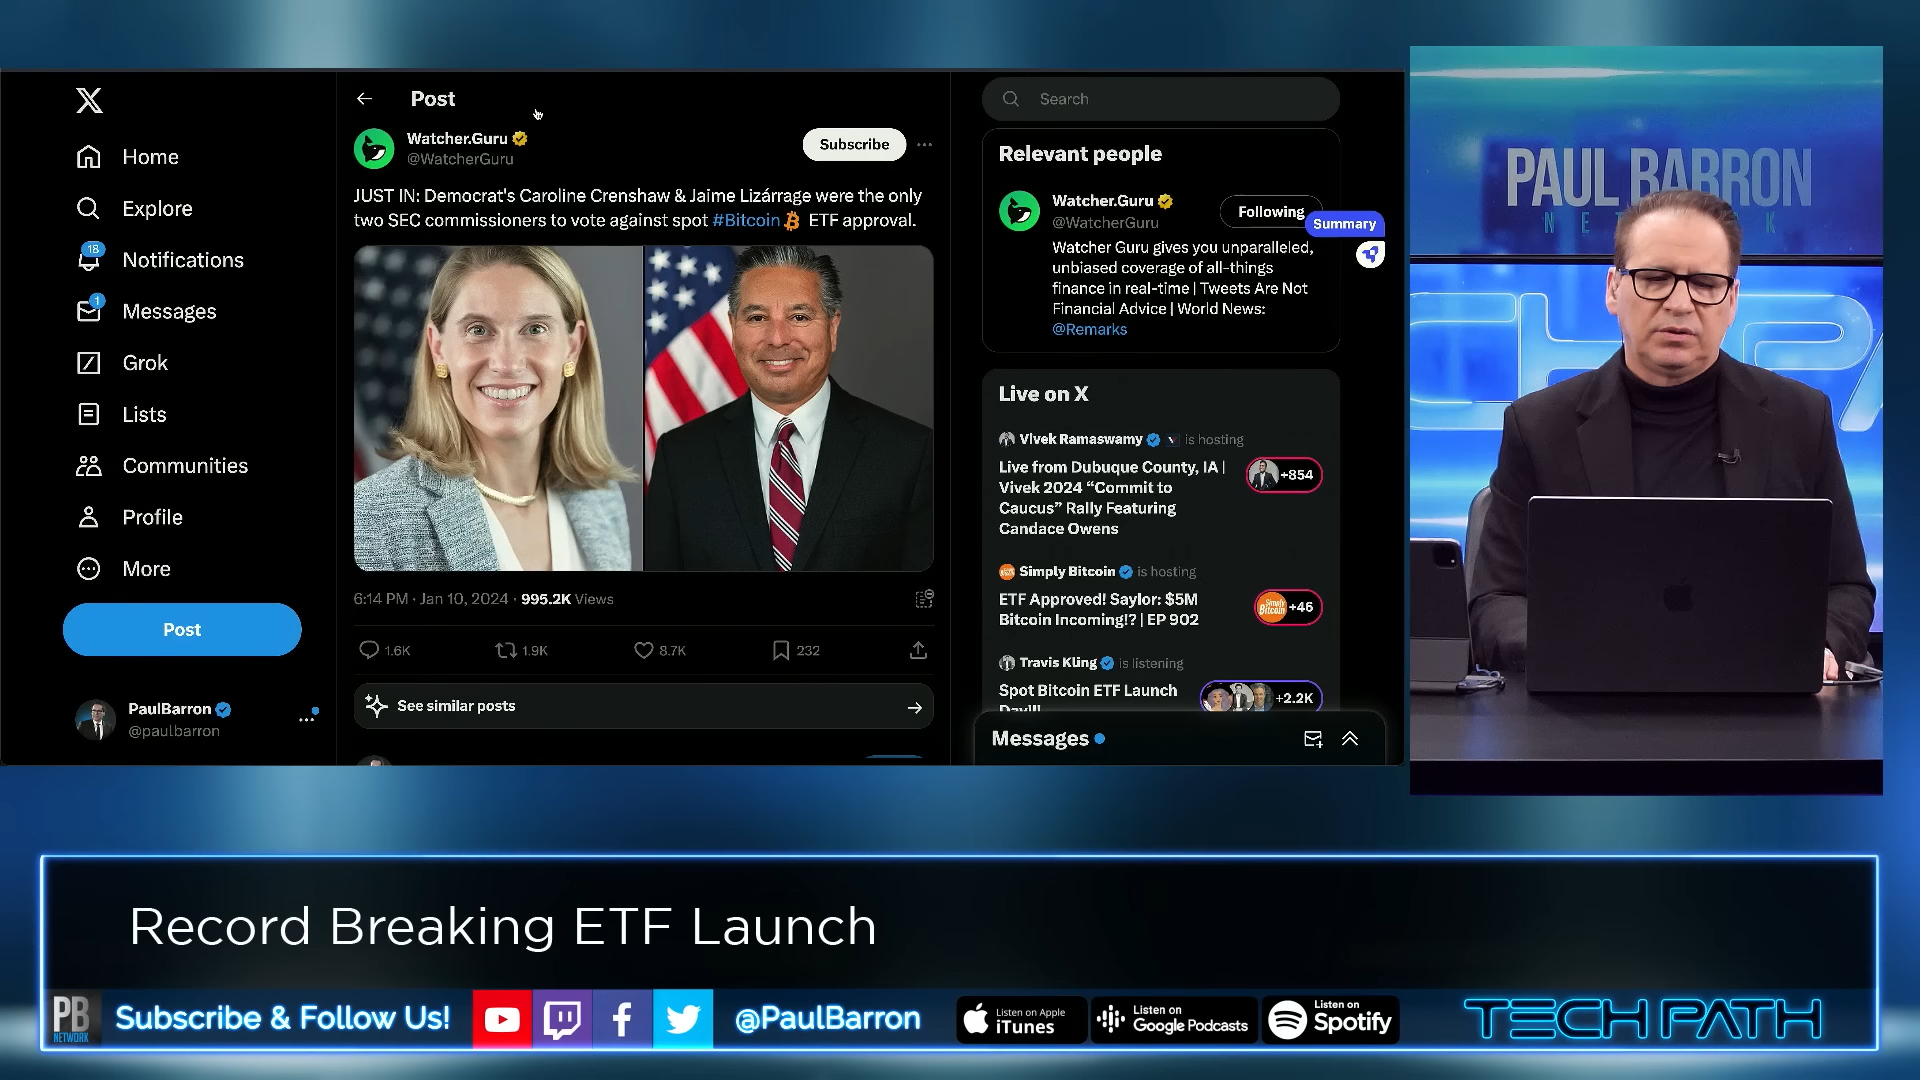 Post
Watcher.Guru
@WatcherGuru
Subscribe
JUST IN: Democrat's Caroline Crenshaw & Jaime Lizárrage were the only
two SEC commissioners to vote against spot #Bitcoin ETF approval.
6:14 PM · Jan 10, 2024 · 995.2K Views
1.6K
1.9K
8.7K
232
See similar posts
Home
Explore
18
Notifications
1
Messages
Grok
Lists
Communities
Profile
More
Post
PaulBarron
@paulbarron
Search
Relevant people
Watcher.Guru
@WatcherGuru
Following
Summary
Watcher Guru gives you unparalleled,
unbiased coverage of all-things
finance in real-time | Tweets Are Not
Financial Advice | World News:
@Remarks
Live on X
Vivek Ramaswamy is hosting
Live from Dubuque County, IA |
Vivek 2024 “Commit to
Caucus” Rally Featuring
Candace Owens
+854
Simply Bitcoin is hosting
ETF Approved! Saylor: $5M
Bitcoin Incoming!? | EP 902
Simply
Bitcoin
+46
Travis Kling is listening
Spot Bitcoin ETF Launch
+2.2K
Messages
PAUL BARRON
Record Breaking ETF Launch
PB
NETWORK
Subscribe & Follow Us!
@PaulBarron
Listen on Apple
iTunes
Listen on
Google Podcasts
Listen on
Spotify
TECH PATH